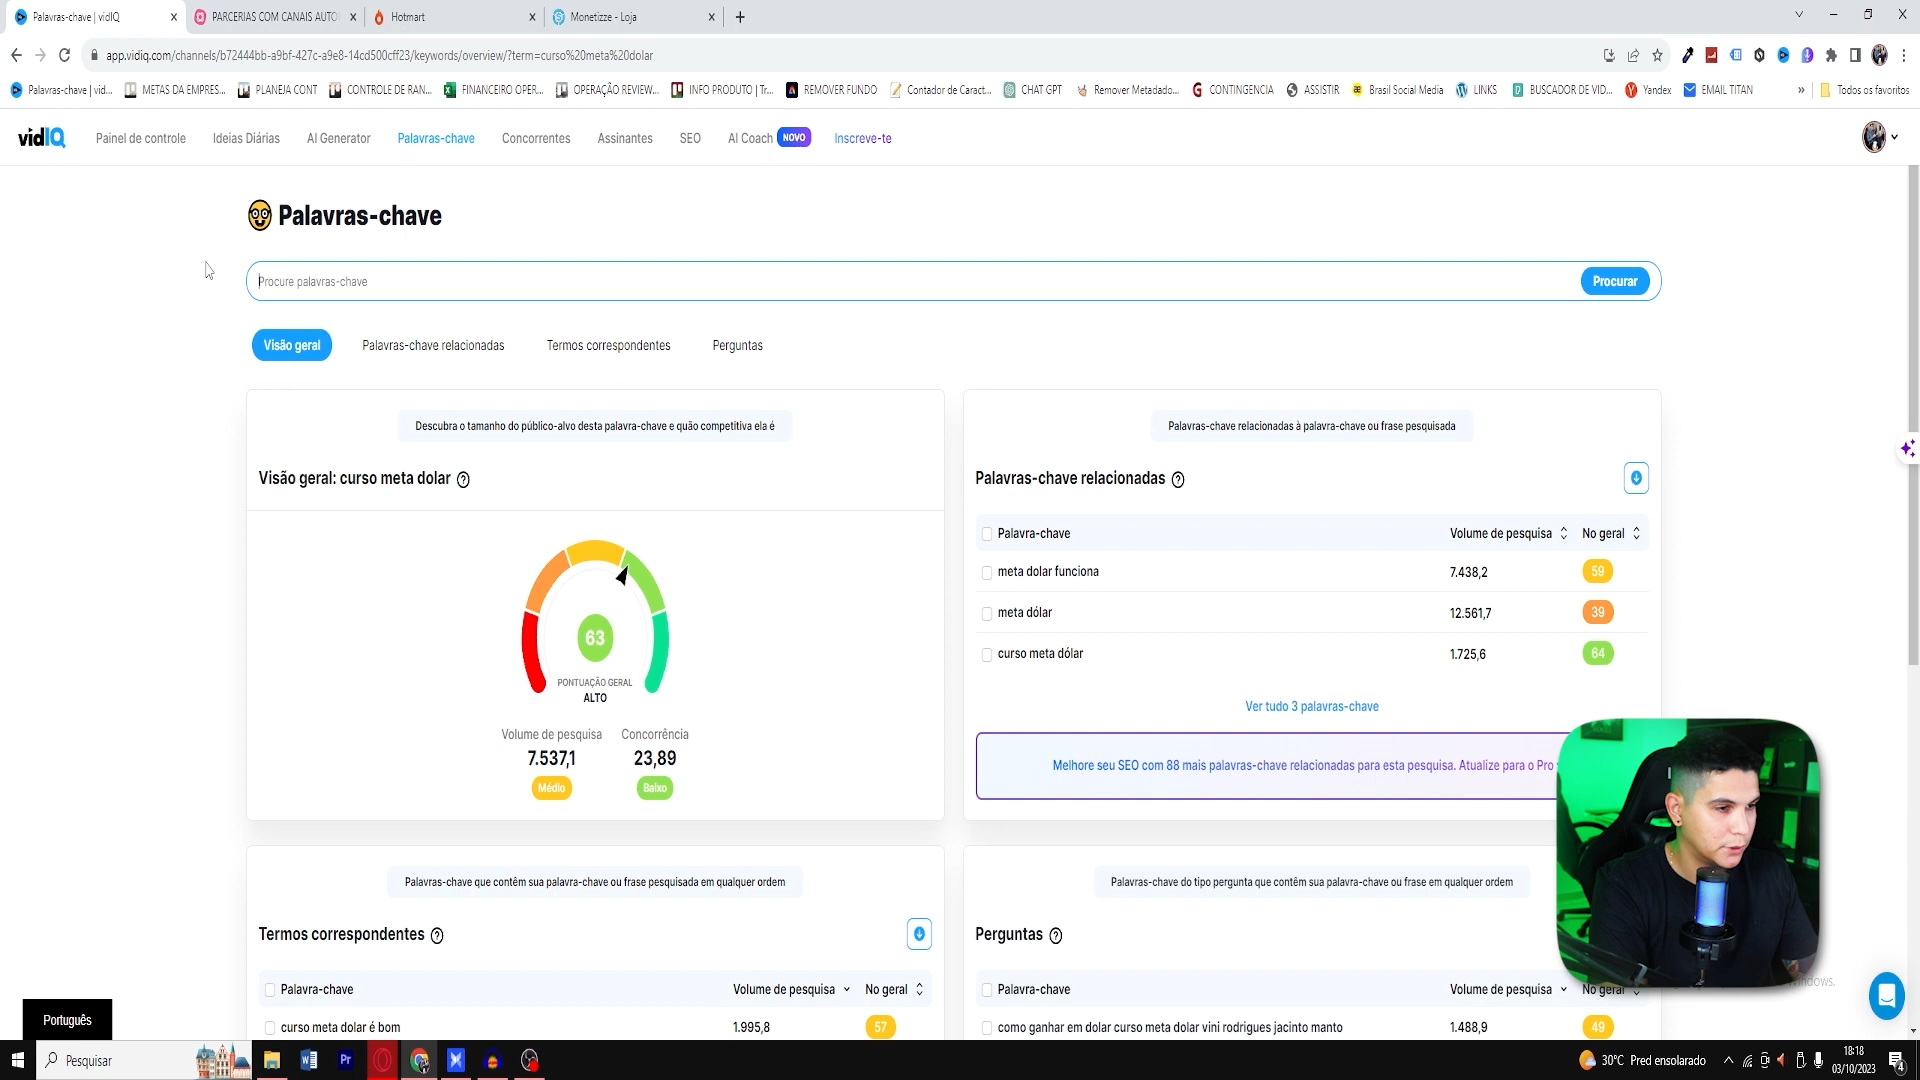 Palavras-chave | vidIQ
PARCERIAS COM CANAIS AUTO
Hotmart
Monetizze - Loja
app.vidiq.com/channels/b72444bb-a9bf-427c-a9e8-14cd500cff23/keywords/overview/?term=curso%20meta%20dolar
Palavras-chave | vid...
METAS DA EMPRES...
PLANEJA CONT
CONTROLE DE RAN...
FINANCEIRO OPER...
OPERAÇÃO REVIEW...
INFO PRODUTO | Tr...
REMOVER FUNDO
Contador de Caract...
CHAT GPT
Remover Metadado...
CONTINGENCIA
ASSISTIR
Brasil Social Media
LINKS
BUSCADOR DE VID...
Yandex
EMAIL TITAN
»
Todos os favoritos
vidIQ
Painel de controle
Ideias Diárias
AI Generator
Palavras-chave
Concorrentes
Assinantes
SEO
AI Coach NOVO
Inscreve-te
Palavras-chave
Procure palavras-chave
Procurar
Visão geral
Palavras-chave relacionadas
Termos correspondentes
Perguntas
Descubra o tamanho do público-alvo desta palavra-chave e quão competitiva ela é
Visão geral: curso meta dolar
63
PONTUAÇÃO GERAL
ALTO
Volume de pesquisa Concorrência
7.537,1 23,89
Médio Baixo
Palavras-chave relacionadas à palavra-chave ou frase pesquisada
Palavras-chave relacionadas
Palavra-chave Volume de pesquisa No geral
meta dolar funciona 7.438,2 59
meta dólar 12.561,7 39
curso meta dólar 1.725,6 64
Ver tudo 3 palavras-chave
Melhore seu SEO com 88 mais palavras-chave relacionadas para esta pesquisa. Atualize para o Pro
Palavras-chave que contêm sua palavra-chave ou frase pesquisada em qualquer ordem
Termos correspondentes
Palavra-chave Volume de pesquisa No geral
curso meta dolar é bom 1.995,8 57
Palavras-chave do tipo pergunta que contêm sua palavra-chave ou frase em qualquer ordem
Perguntas
Palavra-chave Volume de pesquisa No geral
como ganhar em dolar curso meta dolar vini rodrigues jacinto manto 1.488,9 49
Português
Pesquisar
30°C Pred ensolarado
18:18
03/10/2023
4